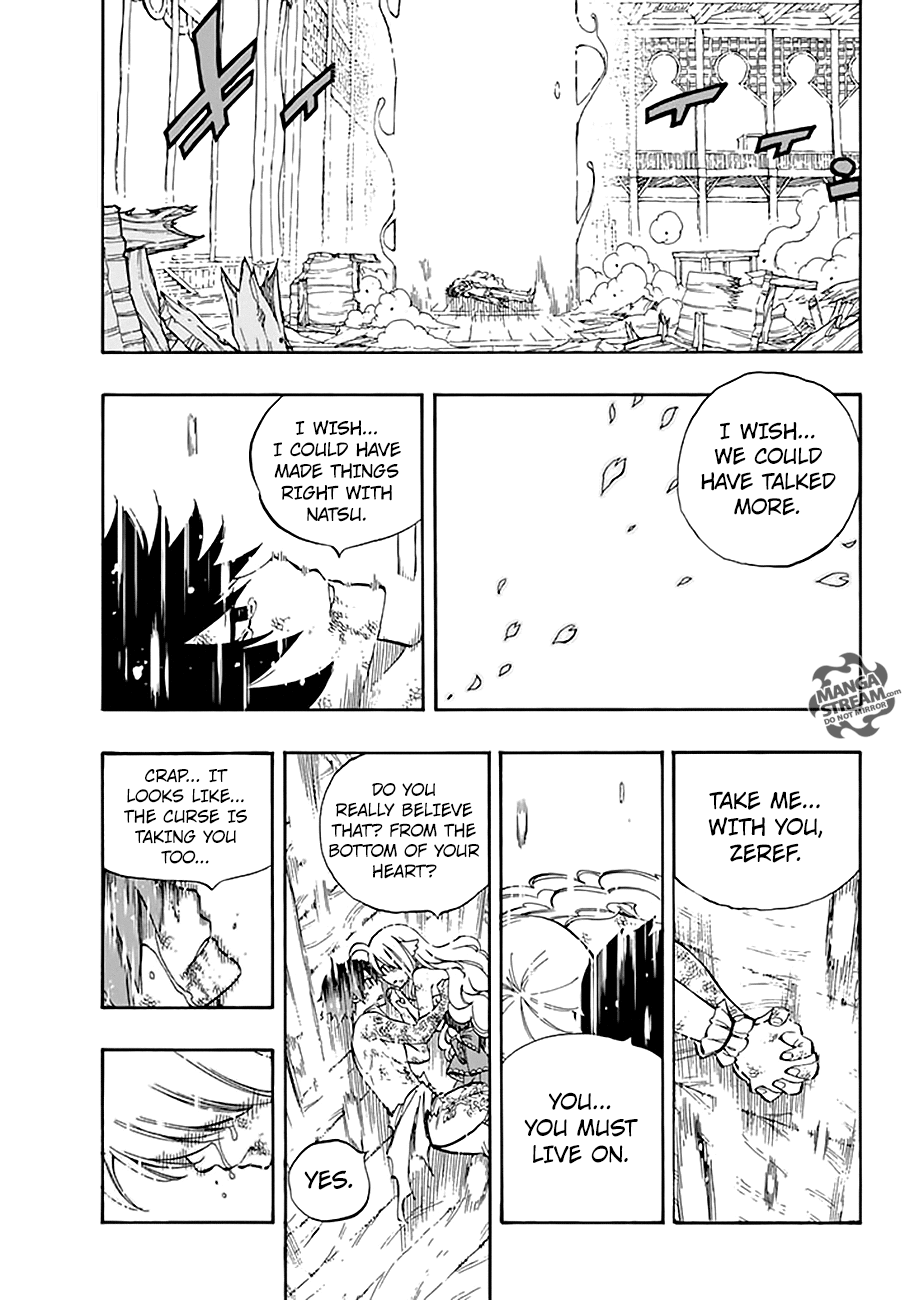 I WISH...
WE COULD
HAVE TALKED
MORE.
I WISH...
I COULD HAVE
MADE THINGS
RIGHT WITH
NATSU.
MANGA
STREAM.com
DO NOT MIRROR
TAKE ME...
WITH YOU,
ZEREF.
YOU...
YOU MUST
LIVE ON.
DO YOU
REALLY BELIEVE
THAT? FROM THE
BOTTOM OF YOUR
HEART?
YES.
CRAP... IT
LOOKS LIKE...
THE CURSE IS
TAKING YOU
TOO...